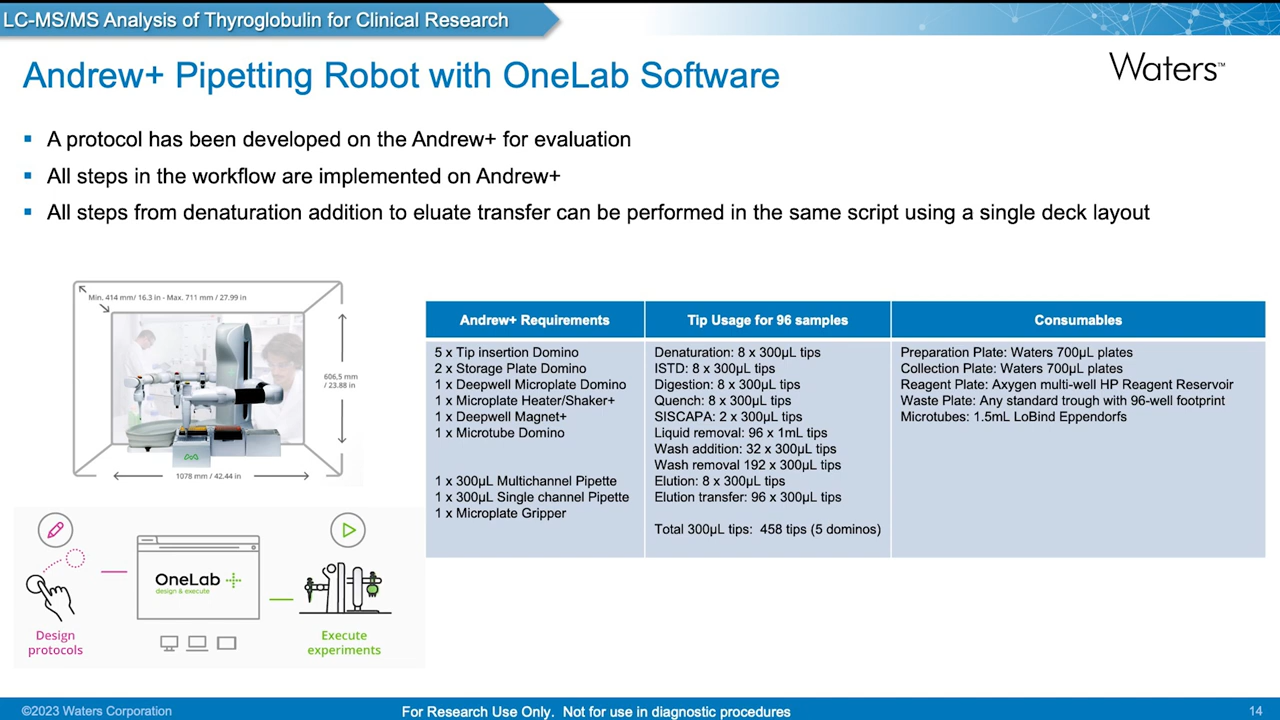 LC-MS/MS Analysis of Thyroglobulin for Clinical Research
Andrew+ Pipetting Robot with OneLab Software
Waters™
▪ A protocol has been developed on the Andrew+ for evaluation
▪ All steps in the workflow are implemented on Andrew+
▪ All steps from denaturation addition to eluate transfer can be performed in the same script using a single deck layout
Min. 414 mm/ 16.3 in - Max. 711 mm / 27.99 in
606,5 mm
/ 23.88 in
1078 mm / 42.44 in
Andrew+ Requirements
5 x Tip insertion Domino
2 x Storage Plate Domino
1 x Deepwell Microplate Domino
1 x Microplate Heater/Shaker+
1 x Deepwell Magnet+
1 x Microtube Domino
1 x 300µL Multichannel Pipette
1 x 300µL Single channel Pipette
1 x Microplate Gripper
Tip Usage for 96 samples
Denaturation: 8 x 300µL tips
ISTD: 8 x 300µL tips
Digestion: 8 x 300µL tips
Quench: 8 x 300µL tips
SISCAPA: 2 x 300µL tips
Liquid removal: 96 x 1mL tips
Wash addition: 32 x 300µL tips
Wash removal 192 x 300µL tips
Elution: 8 x 300µL tips
Elution transfer: 96 x 300µL tips
Total 300µL tips: 458 tips (5 dominos)
Consumables
Preparation Plate: Waters 700µL plates
Collection Plate: Waters 700µL plates
Reagent Plate: Axygen multi-well HP Reagent Reservoir
Waste Plate: Any standard trough with 96-well footprint
Microtubes: 1.5mL LoBind Eppendorfs
OneLab
design & execute
Design
protocols
Execute
experiments
©2023 Waters Corporation
For Research Use Only. Not for use in diagnostic procedures
14